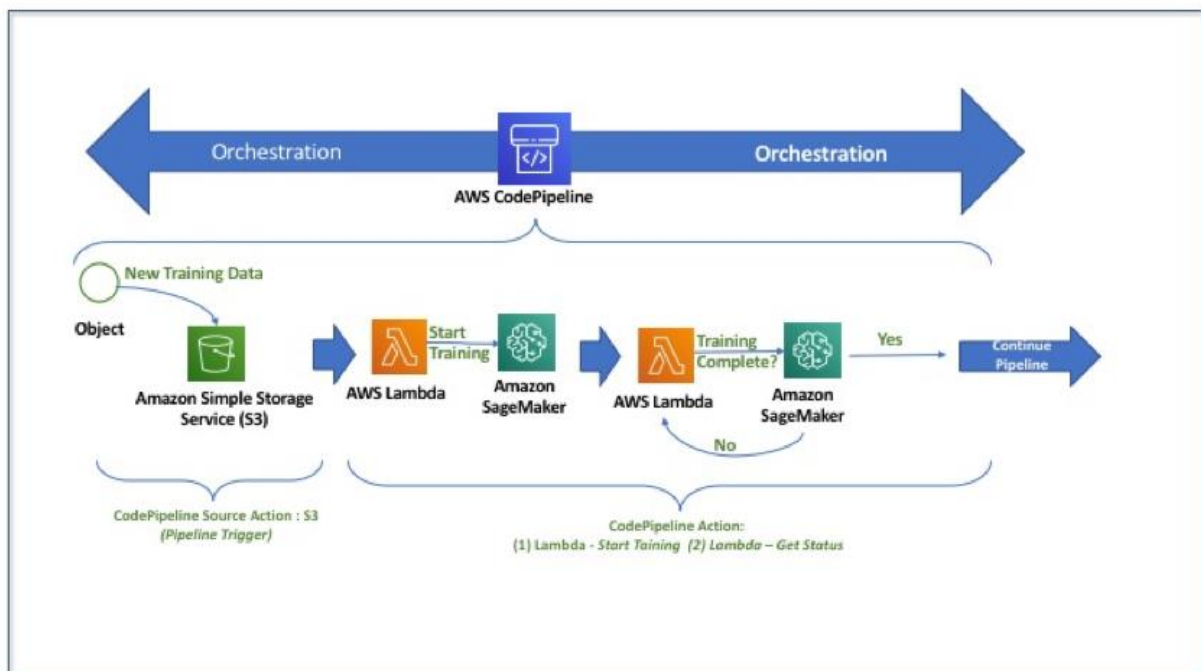 Orchestration
Orchestration
AWS CodePipeline
New Training Data
Object
Amazon Simple Storage
Service (S3)
AWS Lambda
Start
Training
Amazon
SageMaker
AWS Lambda
Training
Complete?
Amazon
SageMaker
Yes
No
Continue
Pipeline
CodePipeline Source Action : S3
(Pipeline Trigger)
CodePipeline Action:
(1) Lambda - Start Taining (2) Lambda – Get Status